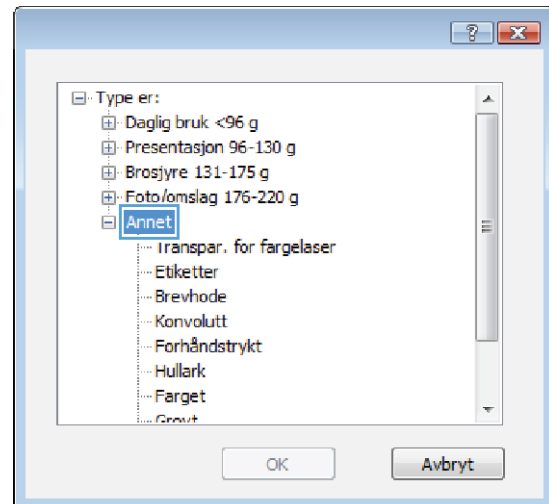 Type er:
Daglig bruk <96 g
Presentasjon 96-130 g
Brosjyre 131-175 g
Foto/omslag 176-220 g
Annet
Transpar. for fargelaser
Etiketter
Brevhode
Konvolutt
Forhåndstrykt
Hullark
Farget
Grovt
OK
Avbryt